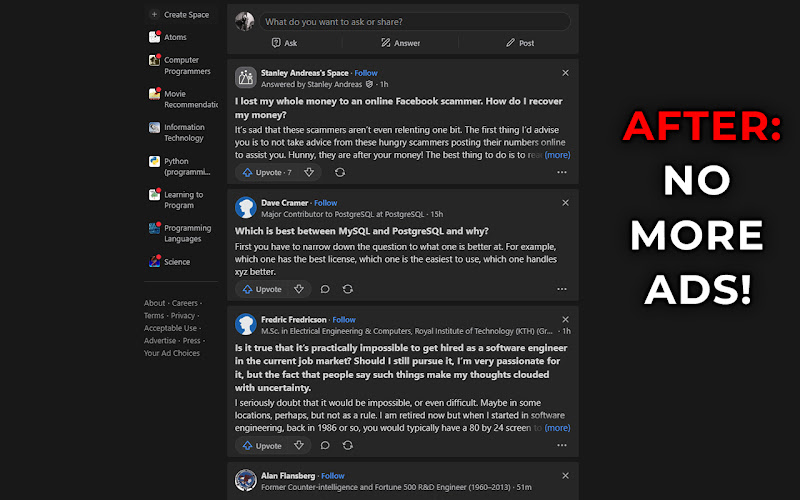 Create Space
Atoms
Computer
Programmers
Movie
Recommendatic
Information
Technology
Python
(programmi...
Learning to
Program
Programming
Languages
Science
About · Careers ·
Terms · Privacy ·
Acceptable Use ·
Advertise · Press ·
Your Ad Choices
What do you want to ask or share?
Ask
Answer
Post
Stanley Andreas's Space · Follow
Answered by Stanley Andreas · 1h
I lost my whole money to an online Facebook scammer. How do I recover
my money?
It's sad that these scammers aren't even relenting one bit. The first thing I'd advise
you is to not take advice from these hungry scammers posting their numbers online
to assist you. Hunny, they are after your money! The best thing to do is to (more)
Upvote · 7
Dave Cramer · Follow
Major Contributor to PostgreSQL at PostgreSQL · 15h
Which is best between MySQL and PostgreSQL and why?
First you have to narrow down the question to what one is better at. For example,
which one has the best license, which one is the easiest to use, which one handles
xyz better.
Upvote
Fredric Fredricson · Follow
M.Sc. in Electrical Engineering & Computers, Royal Institute of Technology (KTH) (Gr... · 1h
Is it true that it's practically impossible to get hired as a software engineer
in the current job market? Should I still pursue it, I'm very passionate for
it, but the fact that people say such things make my thoughts clouded
with uncertainty.
I seriously doubt that it would be impossible, or even difficult. Maybe in some
locations, perhaps, but not as a rule. I am retired now but when I started in software
engineering, back in 1986 or so, you would typically have a 80 by 24 screen to (more)
Upvote
Alan Flansberg · Follow
Former Counter-intelligence and Fortune 500 R&D Engineer (1960–2013) · 51m
AFTER:
NO
MORE
ADS!